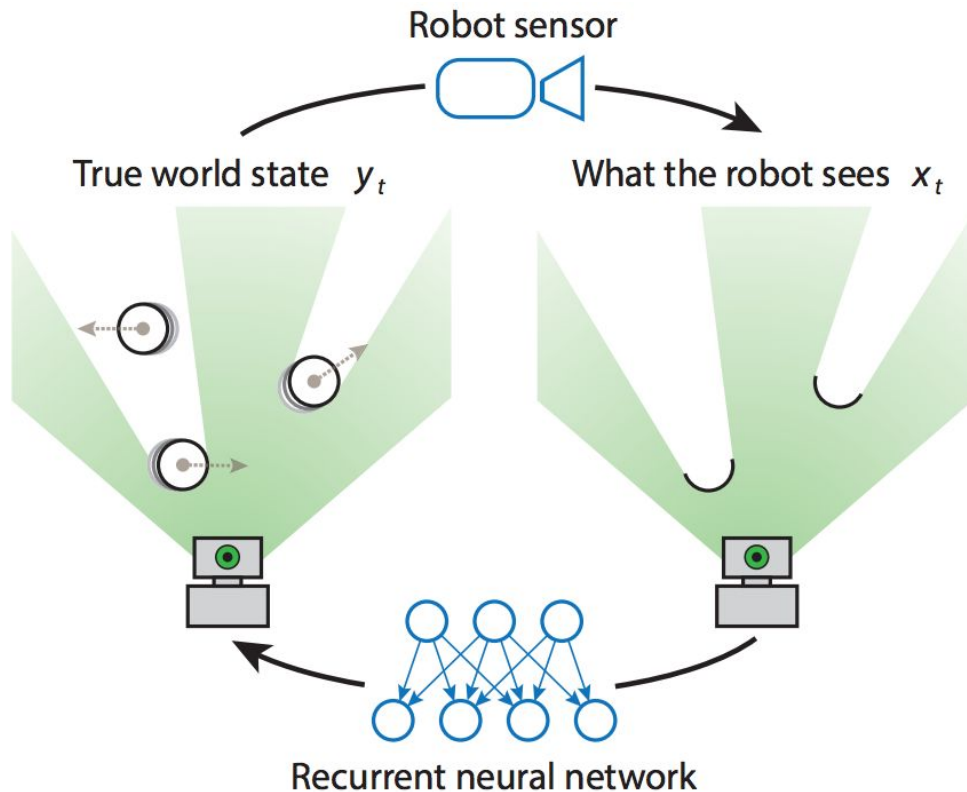 Robot sensor
True world state y_t
What the robot sees x_t
Recurrent neural network